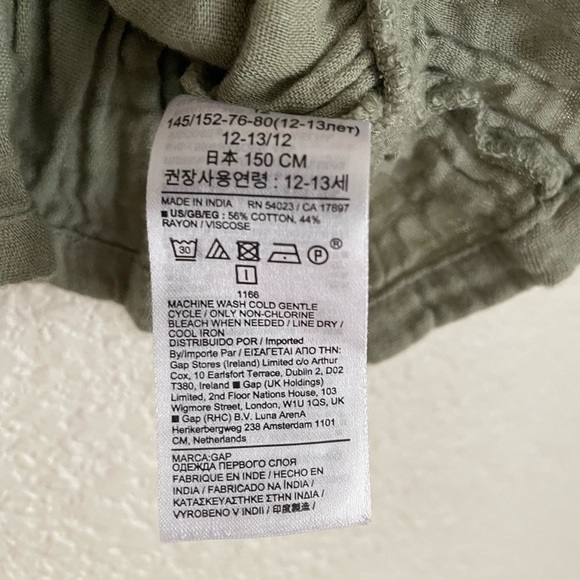 145/152-76-80(12-13лет)
12-13/12
日本 150 CM
권장사용연령 : 12-13세
MADE IN INDIA RN 54023 / CA 17897
■ US/GB/EG : 56% COTTON, 44%
RAYON / VISCOSE
30 P ®
I
1166
MACHINE WASH COLD GENTLE
CYCLE / ONLY NON-CHLORINE
BLEACH WHEN NEEDED / LINE DRY /
COOL IRON
DISTRIBUIDO POR / Imported
By/Importe Par / ΕΙΣΑΓΕΤΑΙ ΑΠΟ ΤΗΝ:
Gap Stores (Ireland) Limited c/o Arthur
Cox, 10 Earlsfort Terrace, Dublin 2, D02
T380, Ireland ■ Gap (UK Holdings)
Limited, 2nd Floor Nations House, 103
Wigmore Street, London, W1U 1QS, UK
■ Gap (RHC) B.V. Luna ArenA
Herikerbergweg 238 Amsterdam 1101
CM, Netherlands
MARCA:GAP
ОДЕЖДА ПЕРВОГО СЛОЯ
FABRIQUE EN INDE / HECHO EN
INDIA / FABRICADO NA ÍNDIA /
ΚΑΤΑΣΚΕΥΑΣΤΗΚΕ ΣΤΗΝ ΙΝΔΙΑ /
VYROBENO V INDII / 印度製造 /